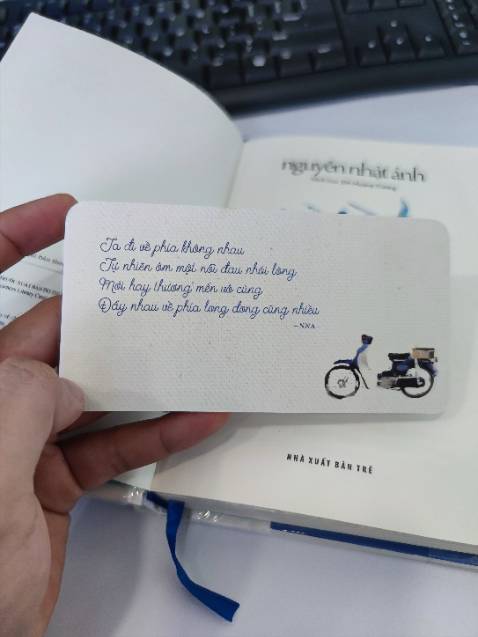 nguyễn nhật ánh
Ta đi về phía không nhau
Tự nhiên ôm một nỗi đau nhói lòng
Mới hay thương mến vô cùng
Đẩy nhau về phía long đong cũng nhiều
- NNA
NHÀ XUẤT BẢN TRẺ